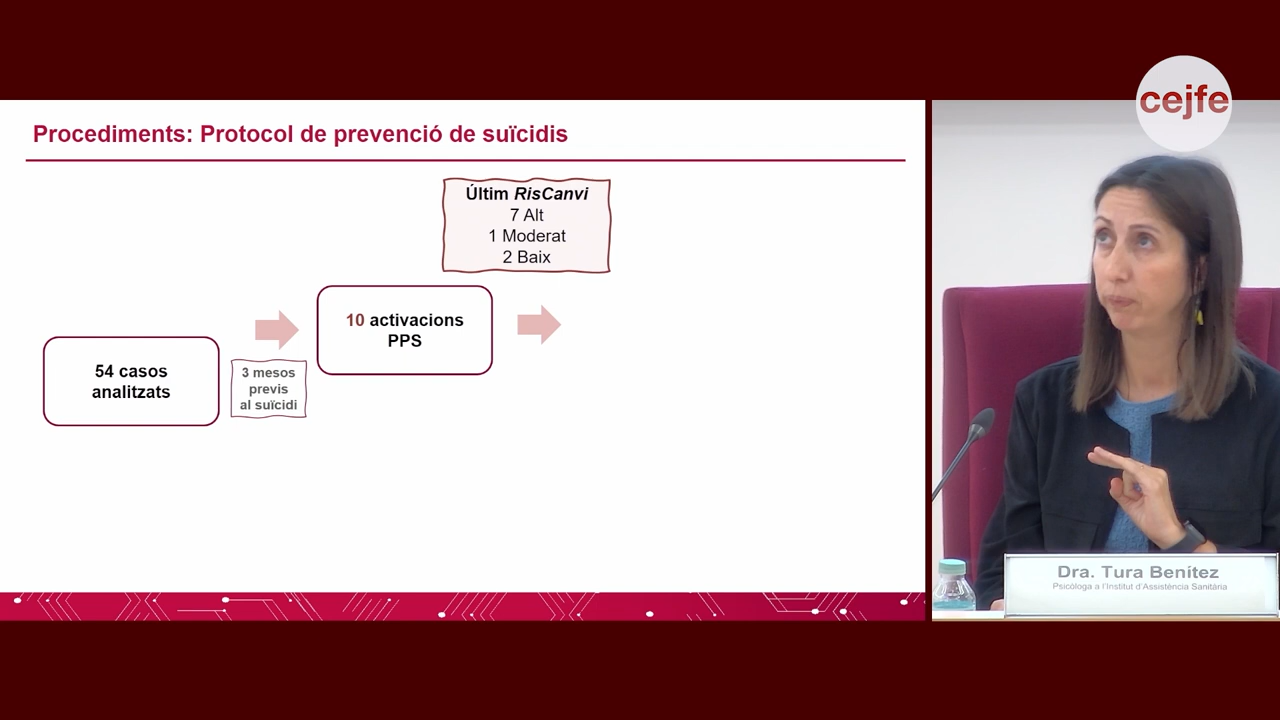 cejfe
Procediments: Protocol de prevenció de suïcidis
Últim RisCanvi
7 Alt
1 Moderat
2 Baix
10 activacions
PPS
54 casos
analitzats
3 mesos
previs
al suïcidi
Dra. Tura Benítez
Psicòloga a l'Institut d'Assistència Sanitària